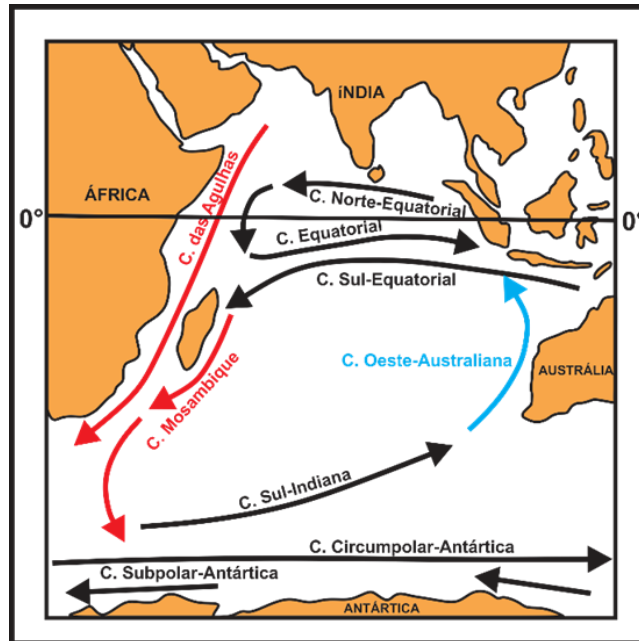 íNDIA
ÁFRICA
C. das Agulhas
C. Norte-Equatorial
0°
0°
C. Equatorial
C. Sul-Equatorial
C. Oeste-Australiana
AUSTRÁLIA
C. Mosambique
C. Sul-Indiana
C. Circumpolar-Antártica
C. Subpolar-Antártica
ANTÁRTICA